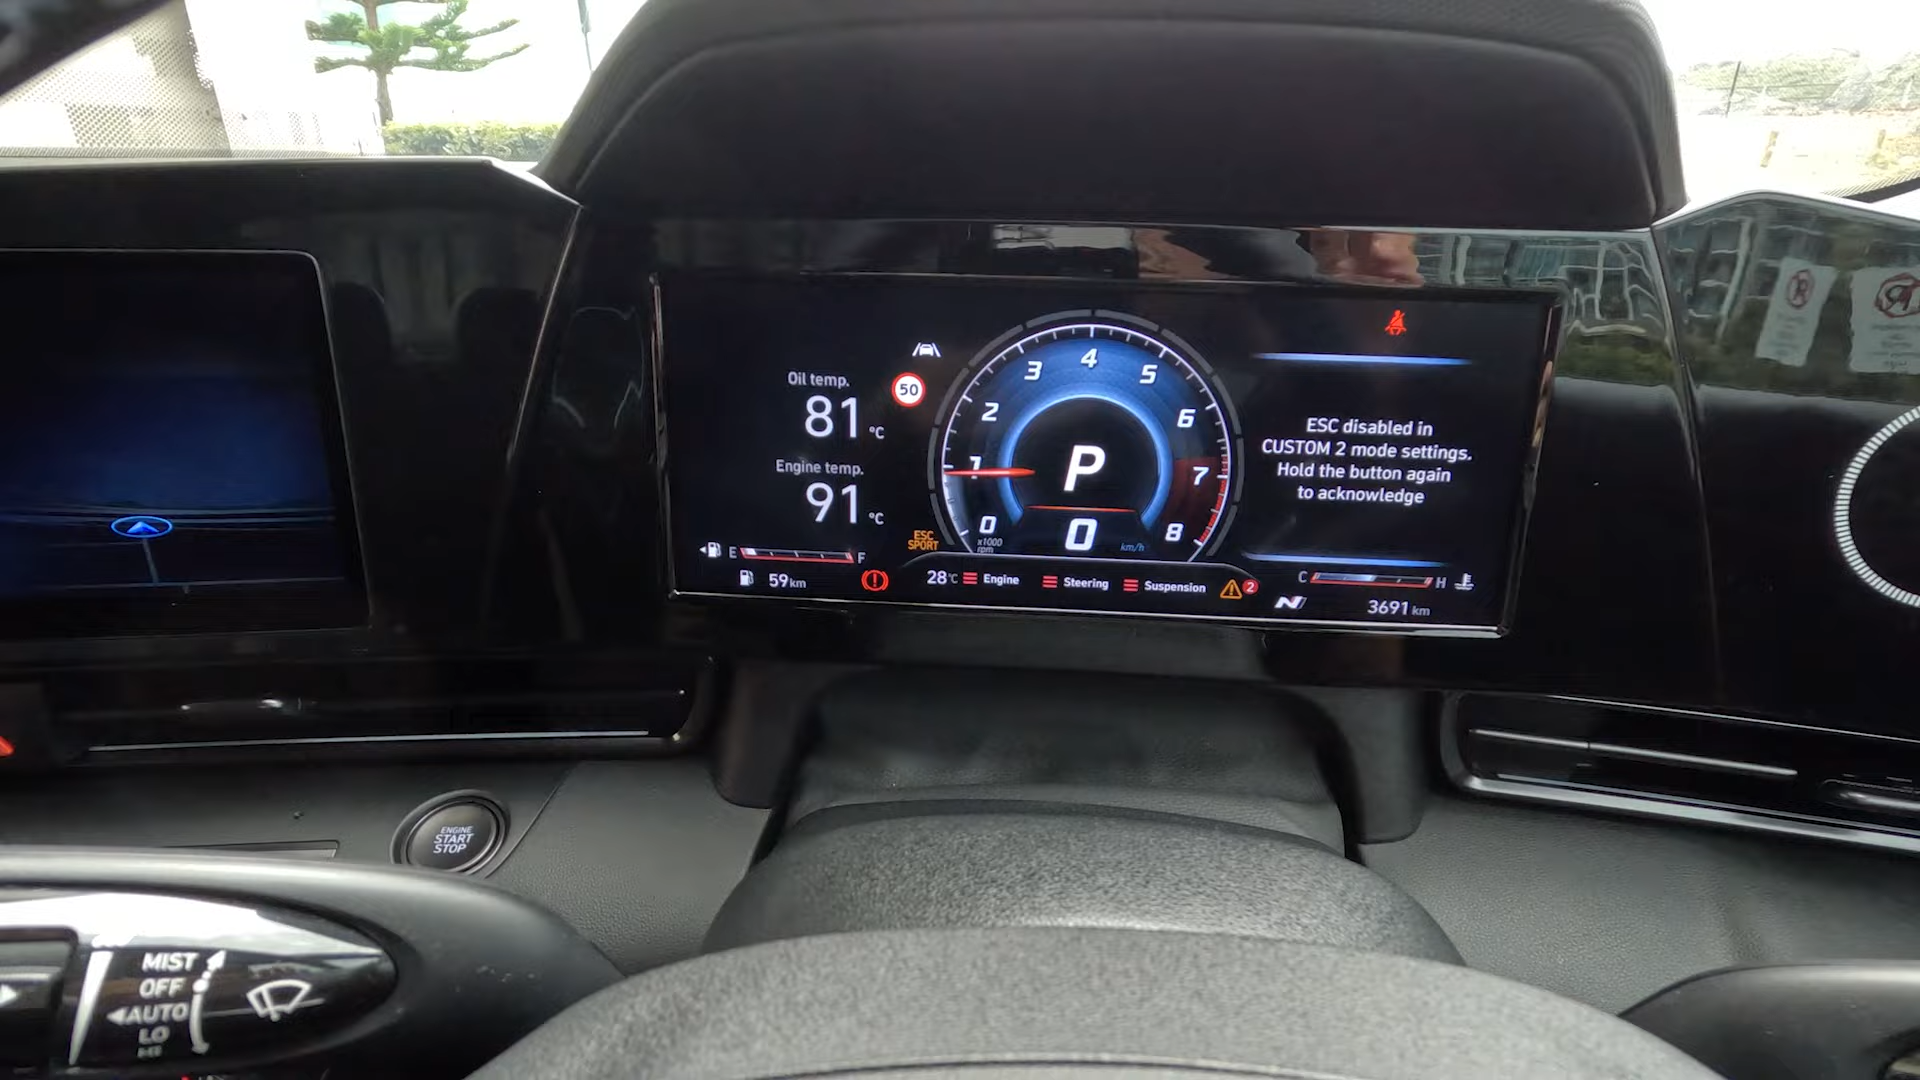 Oil temp.
81 °C
50
Engine temp.
91 °C
E F
59 km
ESC
SPORT
0 1 2 3 4 5 6 7 8
x1000
rpm
P
0 km/h
ESC disabled in
CUSTOM 2 mode settings.
Hold the button again
to acknowledge
28°C Engine Steering Suspension 2
C H
N 3691 km
ENGINE
START
STOP
MIST
OFF
AUTO
LO
HI